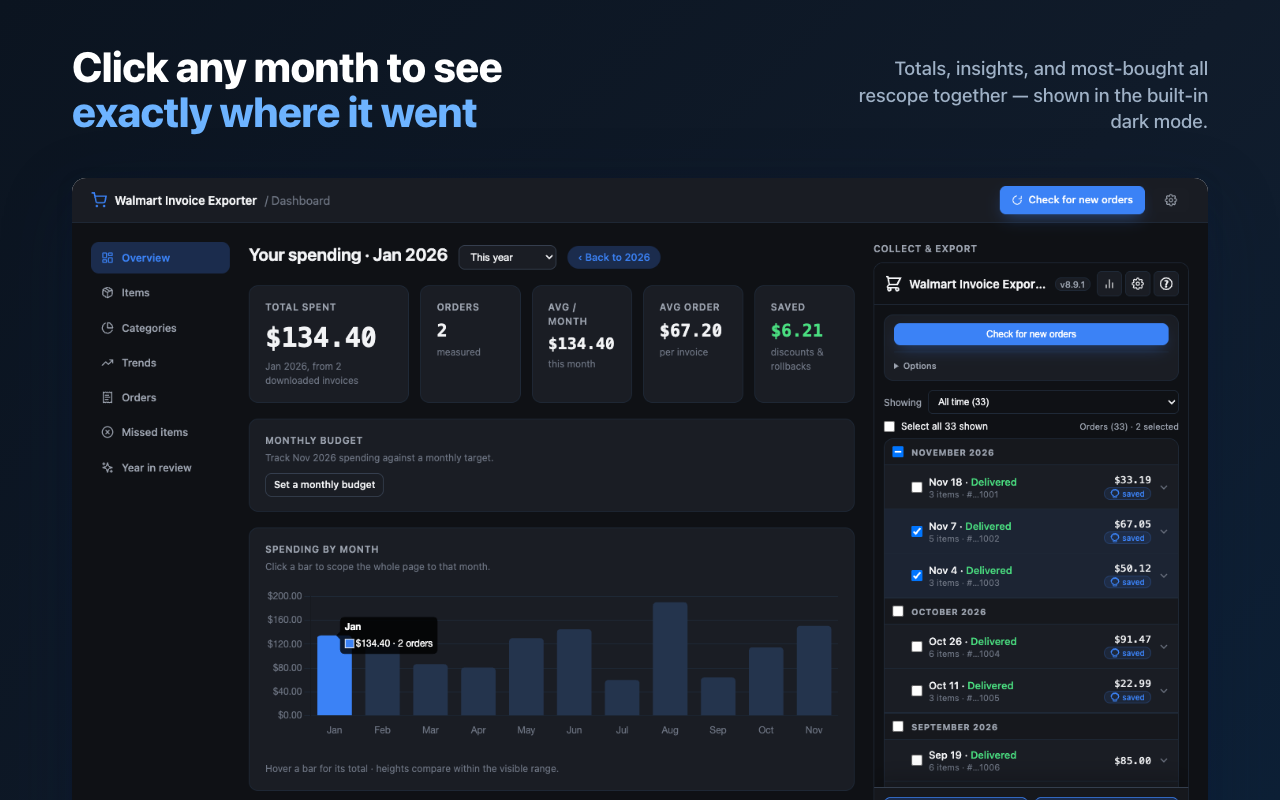 Click any month to see
exactly where it went
Totals, insights, and most-bought all
rescope together — shown in the built-in
dark mode.
Walmart Invoice Exporter / Dashboard
Check for new orders
Overview
Items
Categories
Trends
Orders
Missed items
Year in review
Your spending · Jan 2026
This year
‹ Back to 2026
TOTAL SPENT
$134.40
Jan 2026, from 2
downloaded invoices
ORDERS
2
measured
AVG /
MONTH
$134.40
this month
AVG ORDER
$67.20
per invoice
SAVED
$6.21
discounts &
rollbacks
MONTHLY BUDGET
Track Nov 2026 spending against a monthly target.
Set a monthly budget
SPENDING BY MONTH
Click a bar to scope the whole page to that month.
$200.00
$160.00
$120.00
$80.00
$40.00
$0.00
Jan
$134.40 · 2 orders
Jan Feb Mar Apr May Jun Jul Aug Sep Oct Nov
Hover a bar for its total · heights compare within the visible range.
COLLECT & EXPORT
Walmart Invoice Expor... v8.9.1
Check for new orders
Options
Showing All time (33)
Select all 33 shown Orders (33) · 2 selected
NOVEMBER 2026
Nov 18 · Delivered $33.19
3 items · #...1001 saved
Nov 7 · Delivered $67.05
5 items · #...1002 saved
Nov 4 · Delivered $50.12
3 items · #...1003 saved
OCTOBER 2026
Oct 26 · Delivered $91.47
6 items · #...1004 saved
Oct 11 · Delivered $22.99
3 items · #...1005 saved
SEPTEMBER 2026
Sep 19 · Delivered $85.00
6 items · #...1006